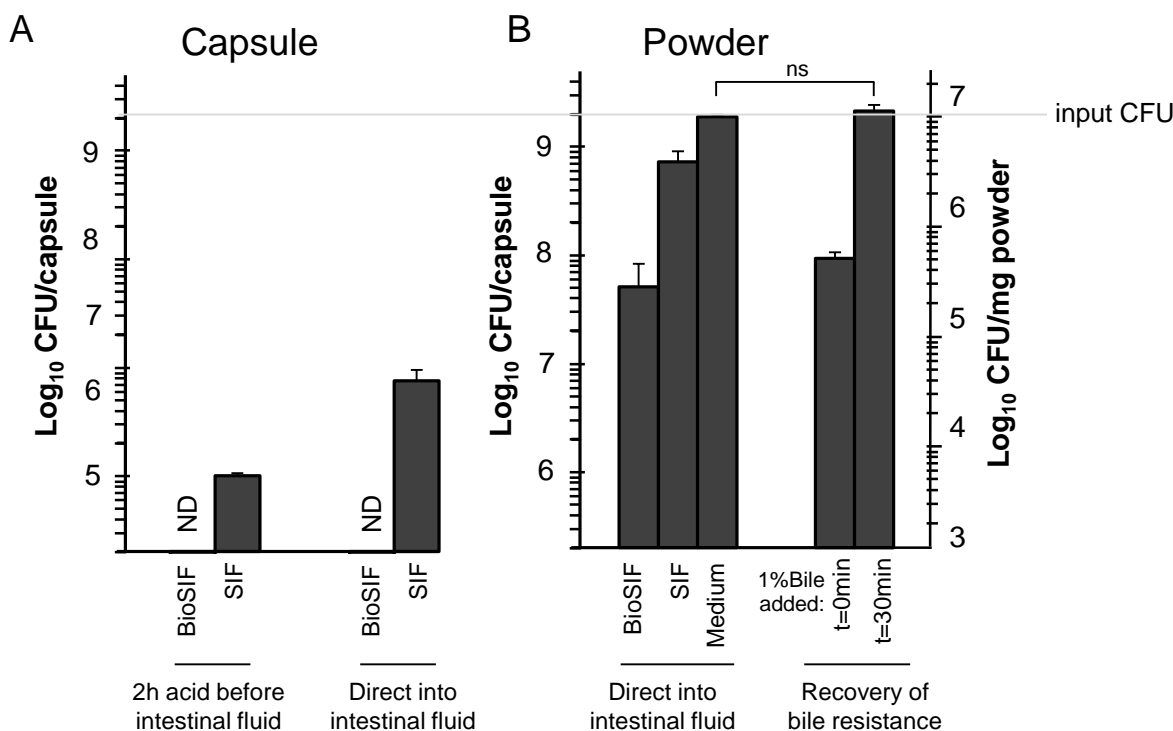 A
Capsule
Log10 CFU/capsule
9
8
7
6
5
ND
ND
BioSIF
SIF
BioSIF
SIF
2h acid before
intestinal fluid
Direct into
intestinal fluid
B
Powder
ns
input CFU
Log10 CFU/capsule
9
8
7
6
Log10 CFU/mg powder
7
6
5
4
3
BioSIF
SIF
Medium
1%Bile
added:
t=0min
t=30min
Direct into
intestinal fluid
Recovery of
bile resistance